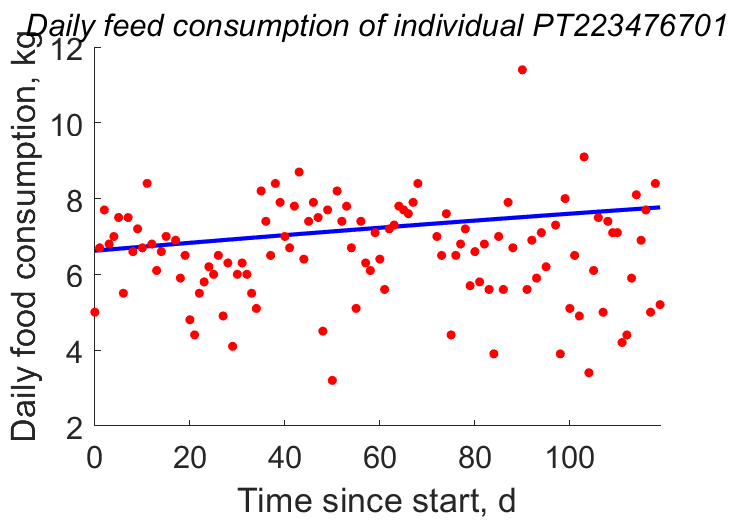 Daily feed consumption of individual PT223476701
Daily food consumption, kg
12
10
8
6
4
2
0 20 40 60 80 100
Time since start, d